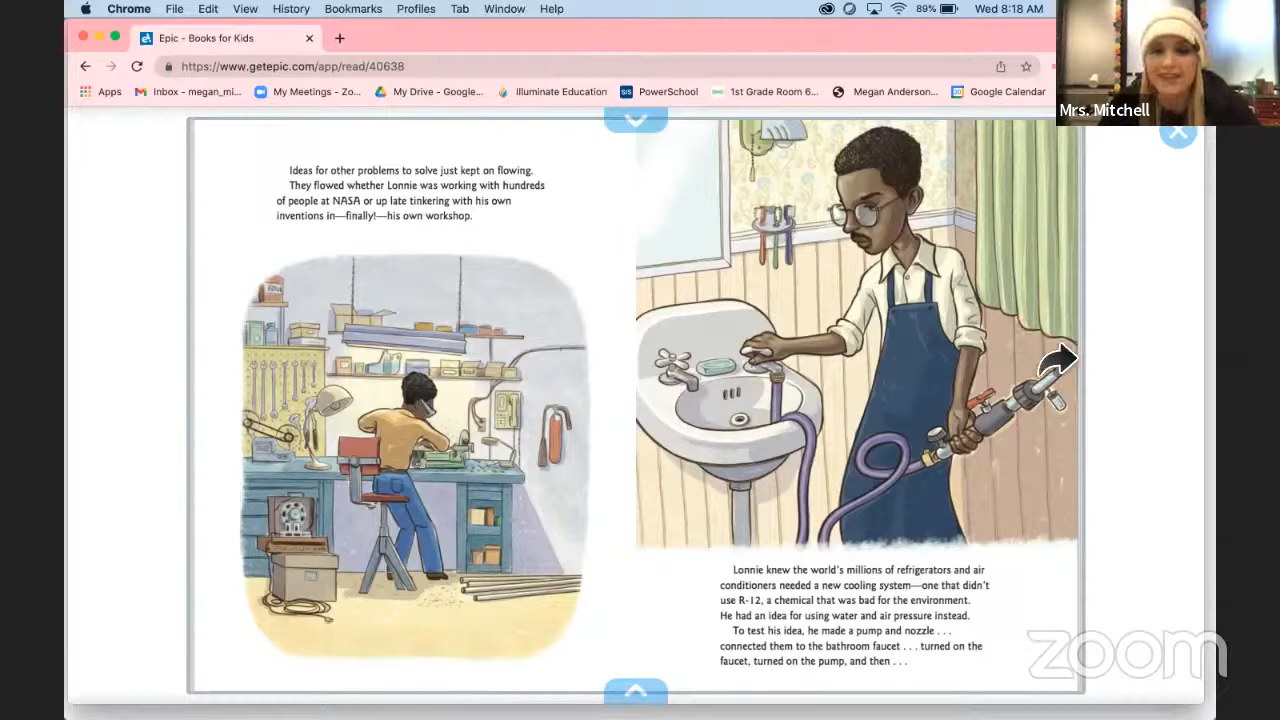 Chrome File Edit View History Bookmarks Profiles Tab Window Help 89% Wed 8:18 AM
Epic - Books for Kids
https://www.getepic.com/app/read/40638
Apps Inbox - megan_mi... My Meetings - Zo... My Drive - Google... Illuminate Education SIS PowerSchool 1st Grade Room 6... Megan Anderson... Google Calendar
Mrs. Mitchell
Ideas for other problems to solve just kept on flowing.
They flowed whether Lonnie was working with hundreds
of people at NASA or up late tinkering with his own
inventions in—finally!—his own workshop.
Lonnie knew the world's millions of refrigerators and air
conditioners needed a new cooling system—one that didn't
use R-12, a chemical that was bad for the environment.
He had an idea for using water and air pressure instead.
To test his idea, he made a pump and nozzle . . .
connected them to the bathroom faucet . . . turned on the
faucet, turned on the pump, and then . . .
zoom